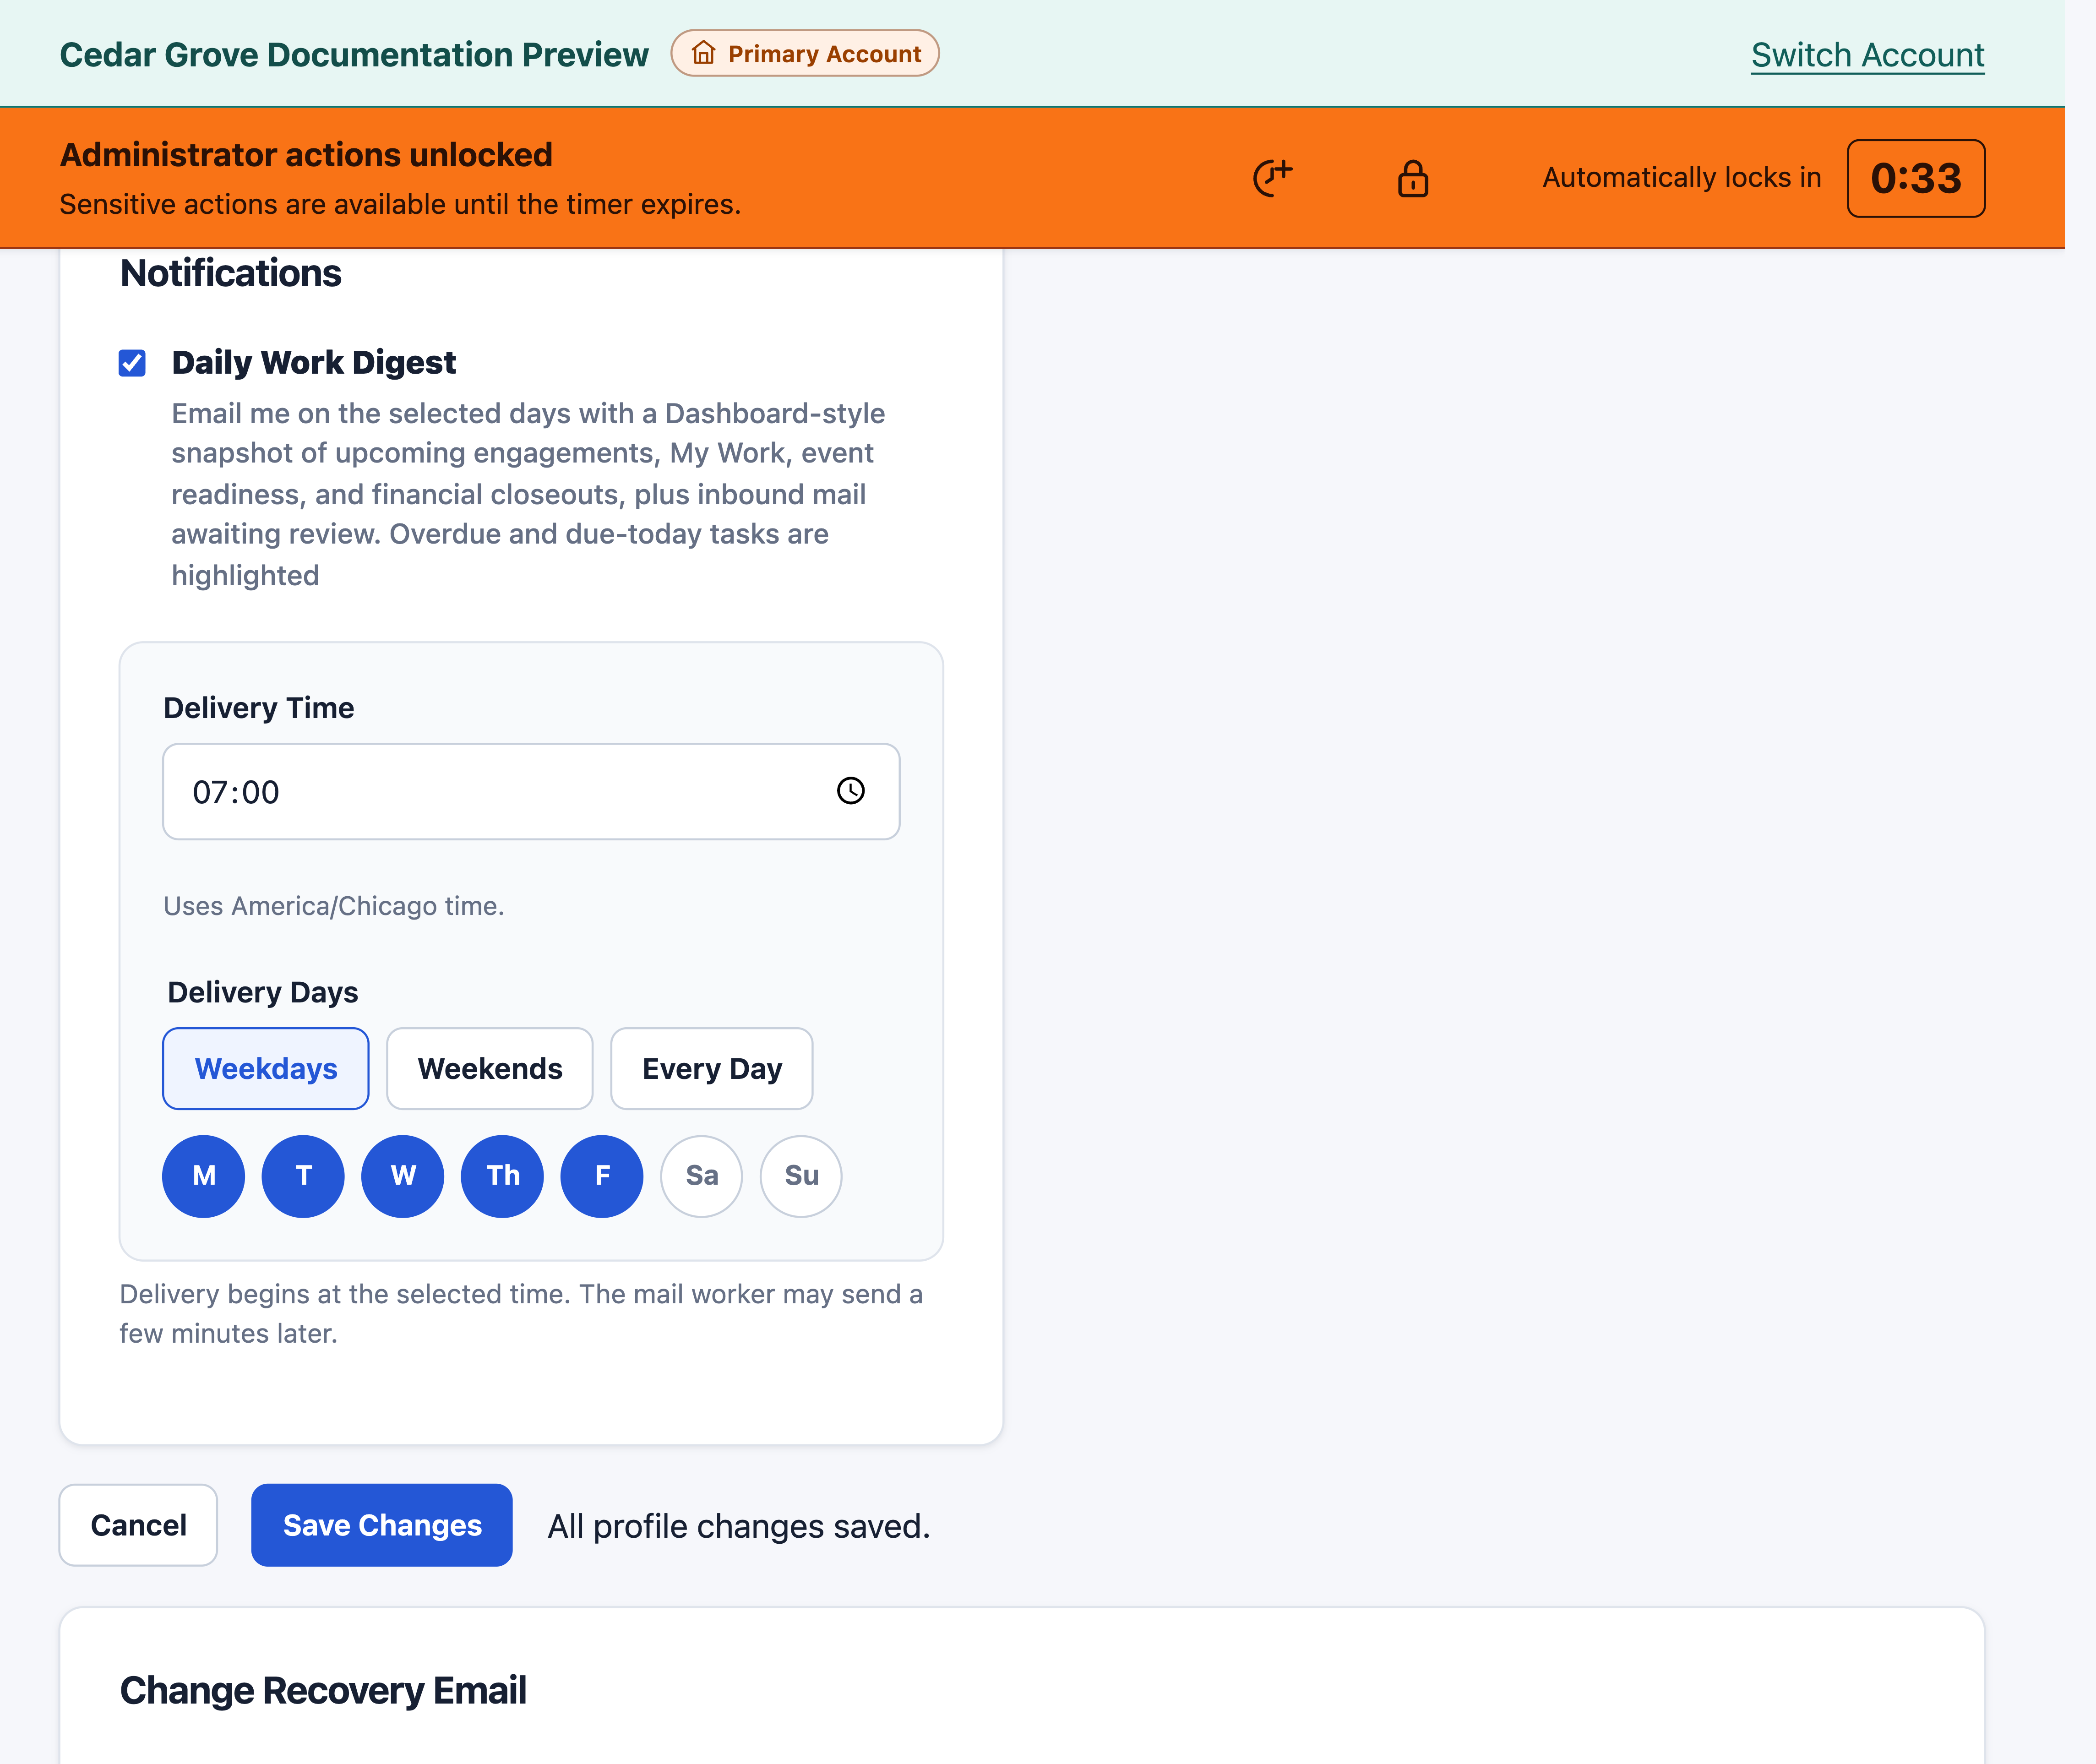 Cedar Grove Documentation Preview
Primary Account
Switch Account
Administrator actions unlocked
Sensitive actions are available until the timer expires.
Automatically locks in
0:33
Notifications
Daily Work Digest
Email me on the selected days with a Dashboard-style
snapshot of upcoming engagements, My Work, event
readiness, and financial closeouts, plus inbound mail
awaiting review. Overdue and due-today tasks are
highlighted
Delivery Time
07:00
Uses America/Chicago time.
Delivery Days
Weekdays
Weekends
Every Day
M
T
W
Th
F
Sa
Su
Delivery begins at the selected time. The mail worker may send a
few minutes later.
Cancel
Save Changes
All profile changes saved.
Change Recovery Email